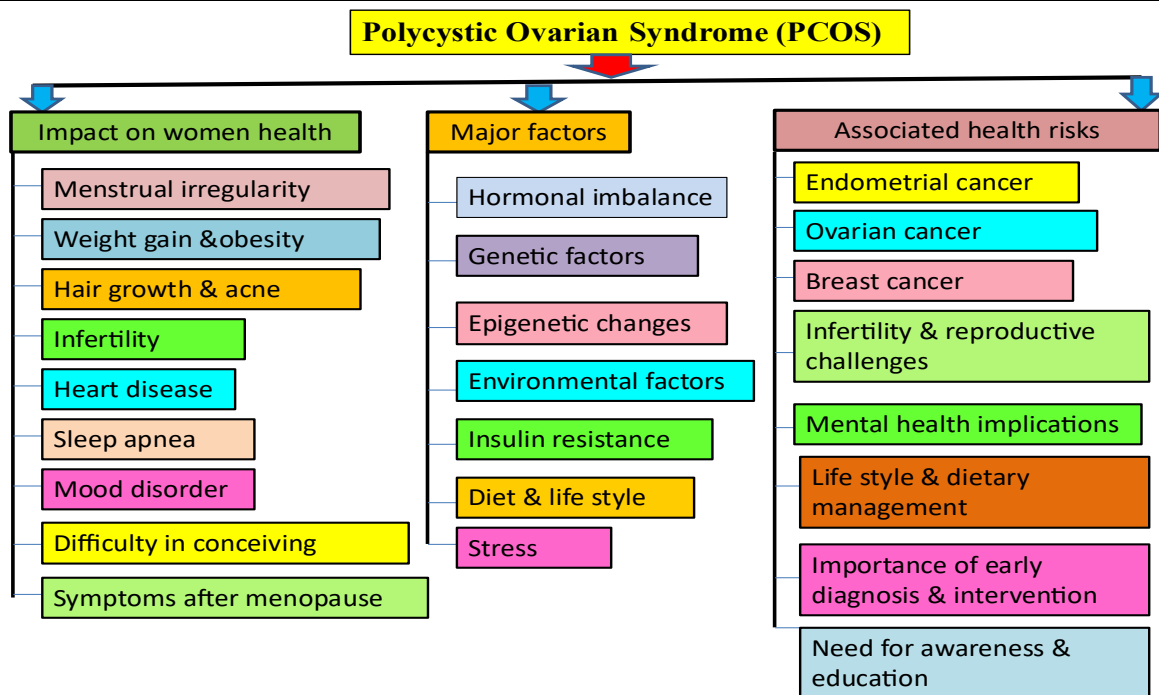 Polycystic Ovarian Syndrome (PCOS)
Impact on women health
Menstrual irregularity
Weight gain &obesity
Hair growth & acne
Infertility
Heart disease
Sleep apnea
Mood disorder
Difficulty in conceiving
Symptoms after menopause
Major factors
Hormonal imbalance
Genetic factors
Epigenetic changes
Environmental factors
Insulin resistance
Diet & life style
Stress
Associated health risks
Endometrial cancer
Ovarian cancer
Breast cancer
Infertility & reproductive
challenges
Mental health implications
Life style & dietary
management
Importance of early
diagnosis & intervention
Need for awareness &
education